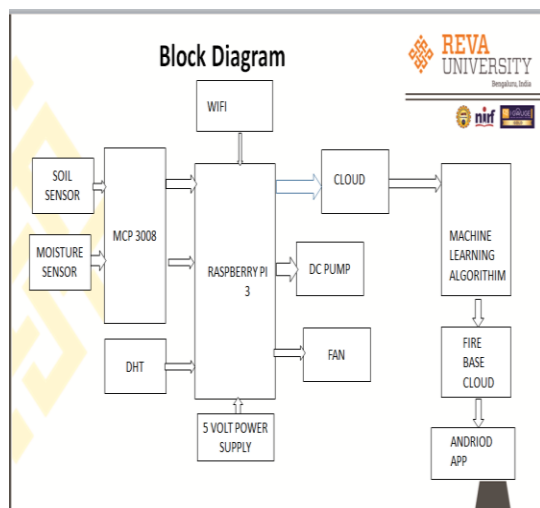 Block Diagram
REVA
UNIVERSITY
Bengaluru, India
nirf
WIFI
SOIL
SENSOR
MCP 3008
MOISTURE
SENSOR
DHT
RASPBERRY PI
3
5 VOLT POWER
SUPPLY
CLOUD
DC PUMP
FAN
MACHINE
LEARNING
ALGORITHIM
FIRE
BASE
CLOUD
ANDRIOD
APP